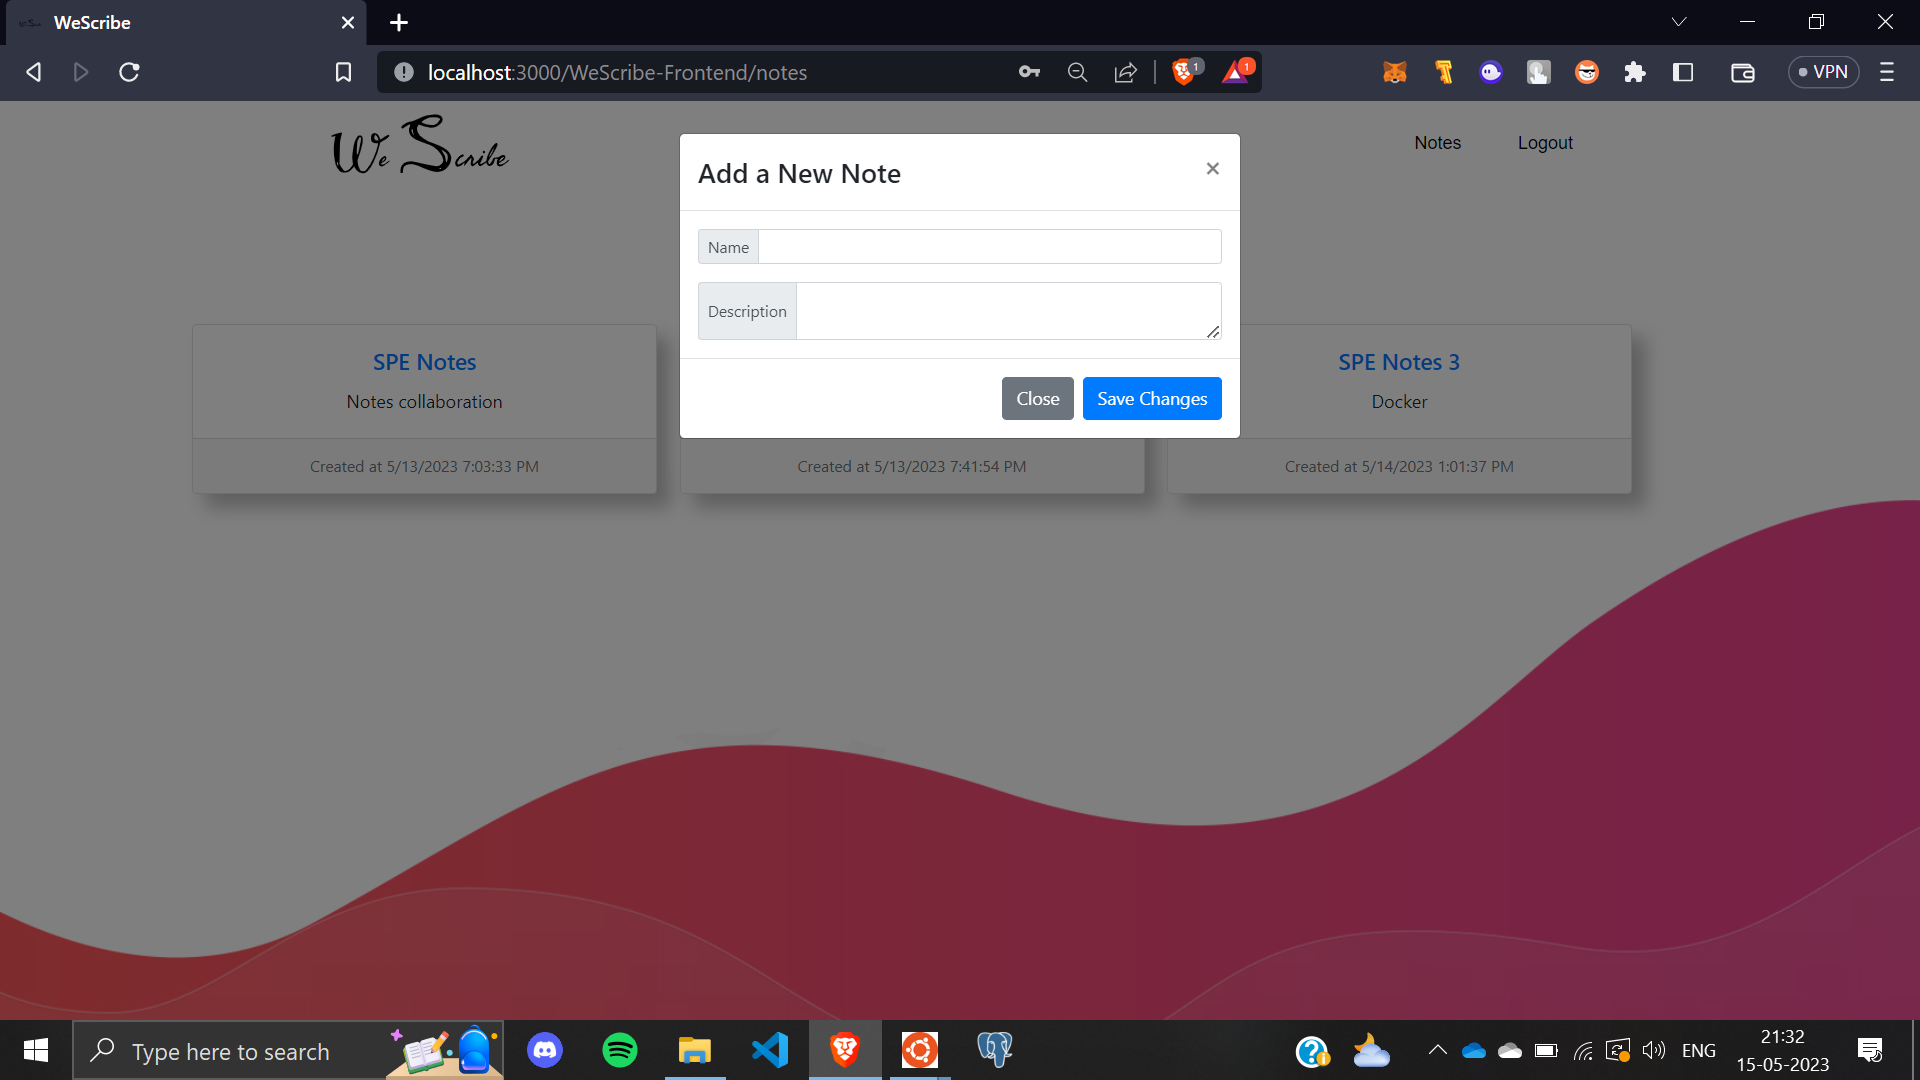 WeScribe
localhost:3000/WeScribe-Frontend/notes
1
1
VPN
We Scribe
Notes
Logout
Add a New Note
×
Name
Description
Close
Save Changes
SPE Notes
Notes collaboration
Created at 5/13/2023 7:03:33 PM
Created at 5/13/2023 7:41:54 PM
SPE Notes 3
Docker
Created at 5/14/2023 1:01:37 PM
Type here to search
ENG
21:32
15-05-2023